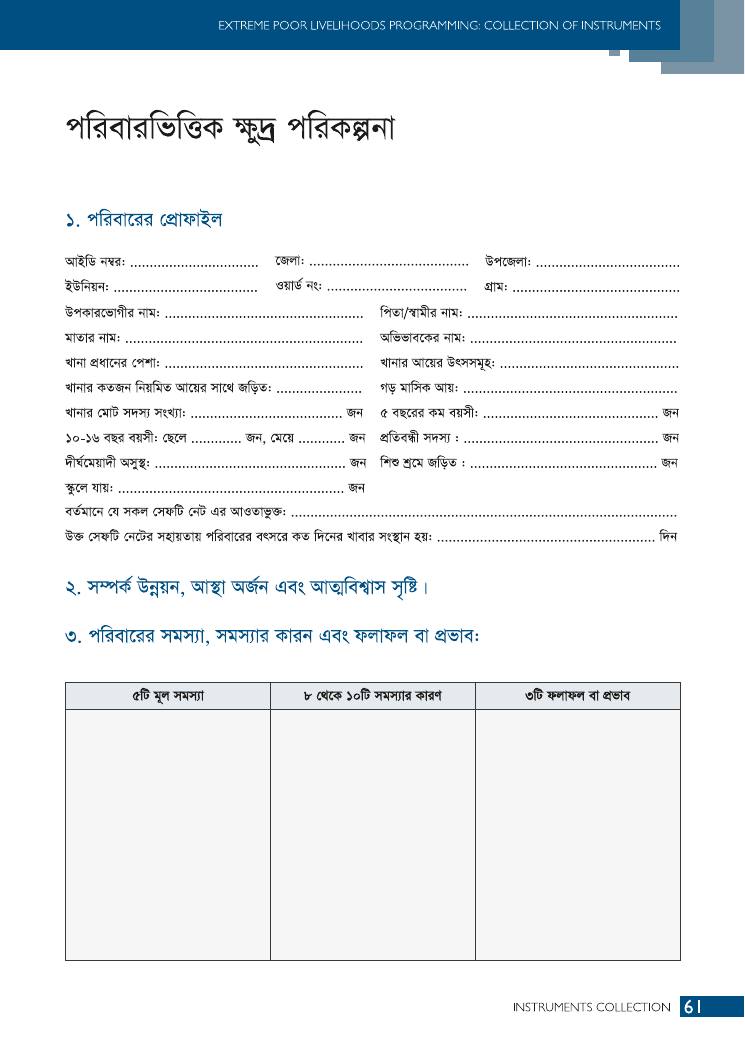 EXTREME POOR LIVELIHOODS PROGRAMMING: COLLECTION OF INSTRUMENTS
পরিবারভিত্তিক ক্ষুদ্র পরিকল্পনা
১. পরিবারের প্রোফাইল
আইডি নম্বর: ................................. জেলা: ......................................... উপজেলা: .....................................
ইউনিয়ন: ..................................... ওয়ার্ড নং: .................................... গ্রাম: ...........................................
উপকারভোগীর নাম: ................................................... পিতা/স্বামীর নাম: ......................................................
মাতার নাম: ............................................................. অভিভাবকের নাম: .....................................................
খানা প্রধানের পেশা: ................................................... খানার আয়ের উৎসসমূহ: ..............................................
খানার কতজন নিয়মিত আয়ের সাথে জড়িত: ...................... গড় মাসিক আয়: .......................................................
খানার মোট সদস্য সংখ্যা: ....................................... জন ৫ বছরের কম বয়সী: ............................................. জন
১০-১৬ বছর বয়সী: ছেলে ............. জন, মেয়ে ............ জন প্রতিবন্ধী সদস্য : .................................................. জন
দীর্ঘমেয়াদী অসুস্থ: ................................................. জন শিশু শ্রমে জড়িত : ................................................ জন
স্কুলে যায়: .......................................................... জন
বর্তমানে যে সকল সেফটি নেট এর আওতাভুক্ত: ...................................................................................................
উক্ত সেফটি নেটের সহায়তায় পরিবারের বৎসরে কত দিনের খাবার সংস্থান হয়: ........................................................ দিন
২. সম্পর্ক উন্নয়ন, আস্থা অর্জন এবং আত্মবিশ্বাস সৃষ্টি।
৩. পরিবারের সমস্যা, সমস্যার কারন এবং ফলাফল বা প্রভাব:
৫টি মূল সমস্যা ৮ থেকে ১০টি সমস্যার কারণ ৩টি ফলাফল বা প্রভাব
INSTRUMENTS COLLECTION 61